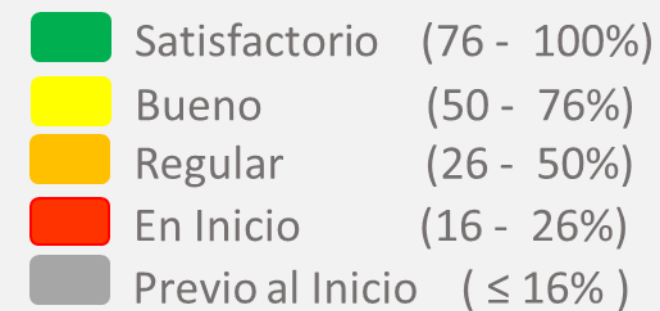 Satisfactorio (76 - 100%)
Bueno (50 - 76%)
Regular (26 - 50%)
En Inicio (16 - 26%)
Previo al Inicio ( ≤ 16% )